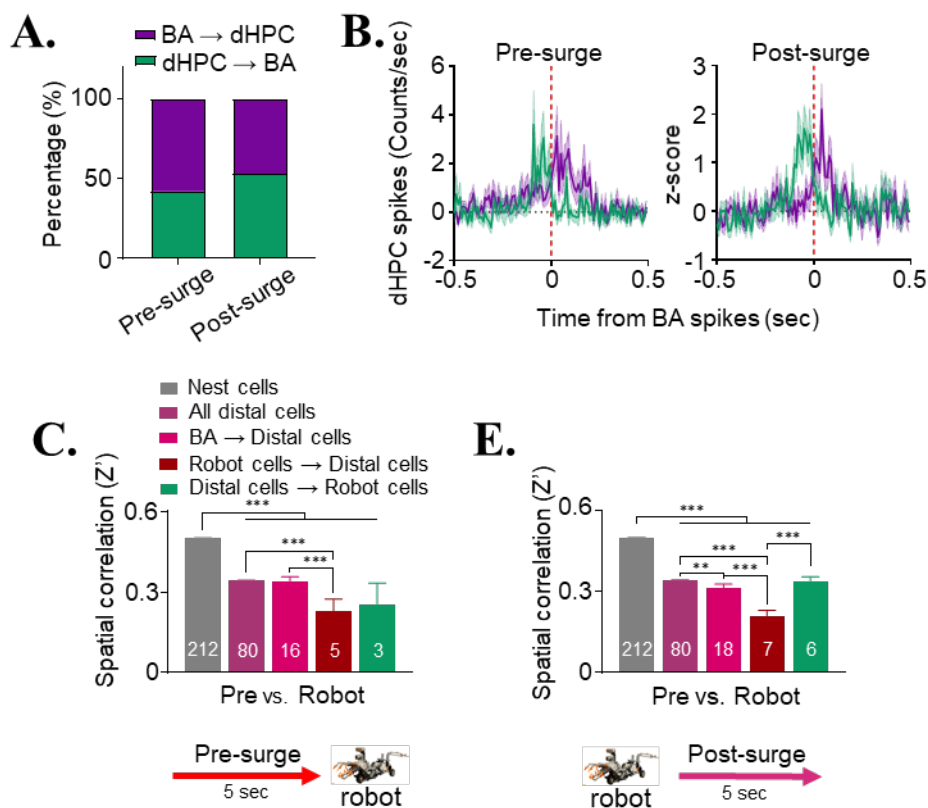 A.
BA → dHPC
dHPC → BA
Percentage (%)
100
50
0
Pre-surge
Post-surge
B.
Pre-surge
Post-surge
dHPC spikes (Counts/sec)
6
4
2
0
-2
-0.5
0
0.5
z-score
3
2
1
0
-1
-0.5
0
0.5
Time from BA spikes (sec)
Nest cells
All distal cells
BA → Distal cells
Robot cells → Distal cells
Distal cells → Robot cells
C.
Spatial correlation (Z')
0.6
0.3
0
***
***
***
212
80
16
5
3
Pre vs. Robot
Pre-surge
5 sec
robot
E.
Spatial correlation (Z')
0.6
0.3
0
***
***
***
**
***
212
80
18
7
6
Pre vs. Robot
robot
Post-surge
5 sec